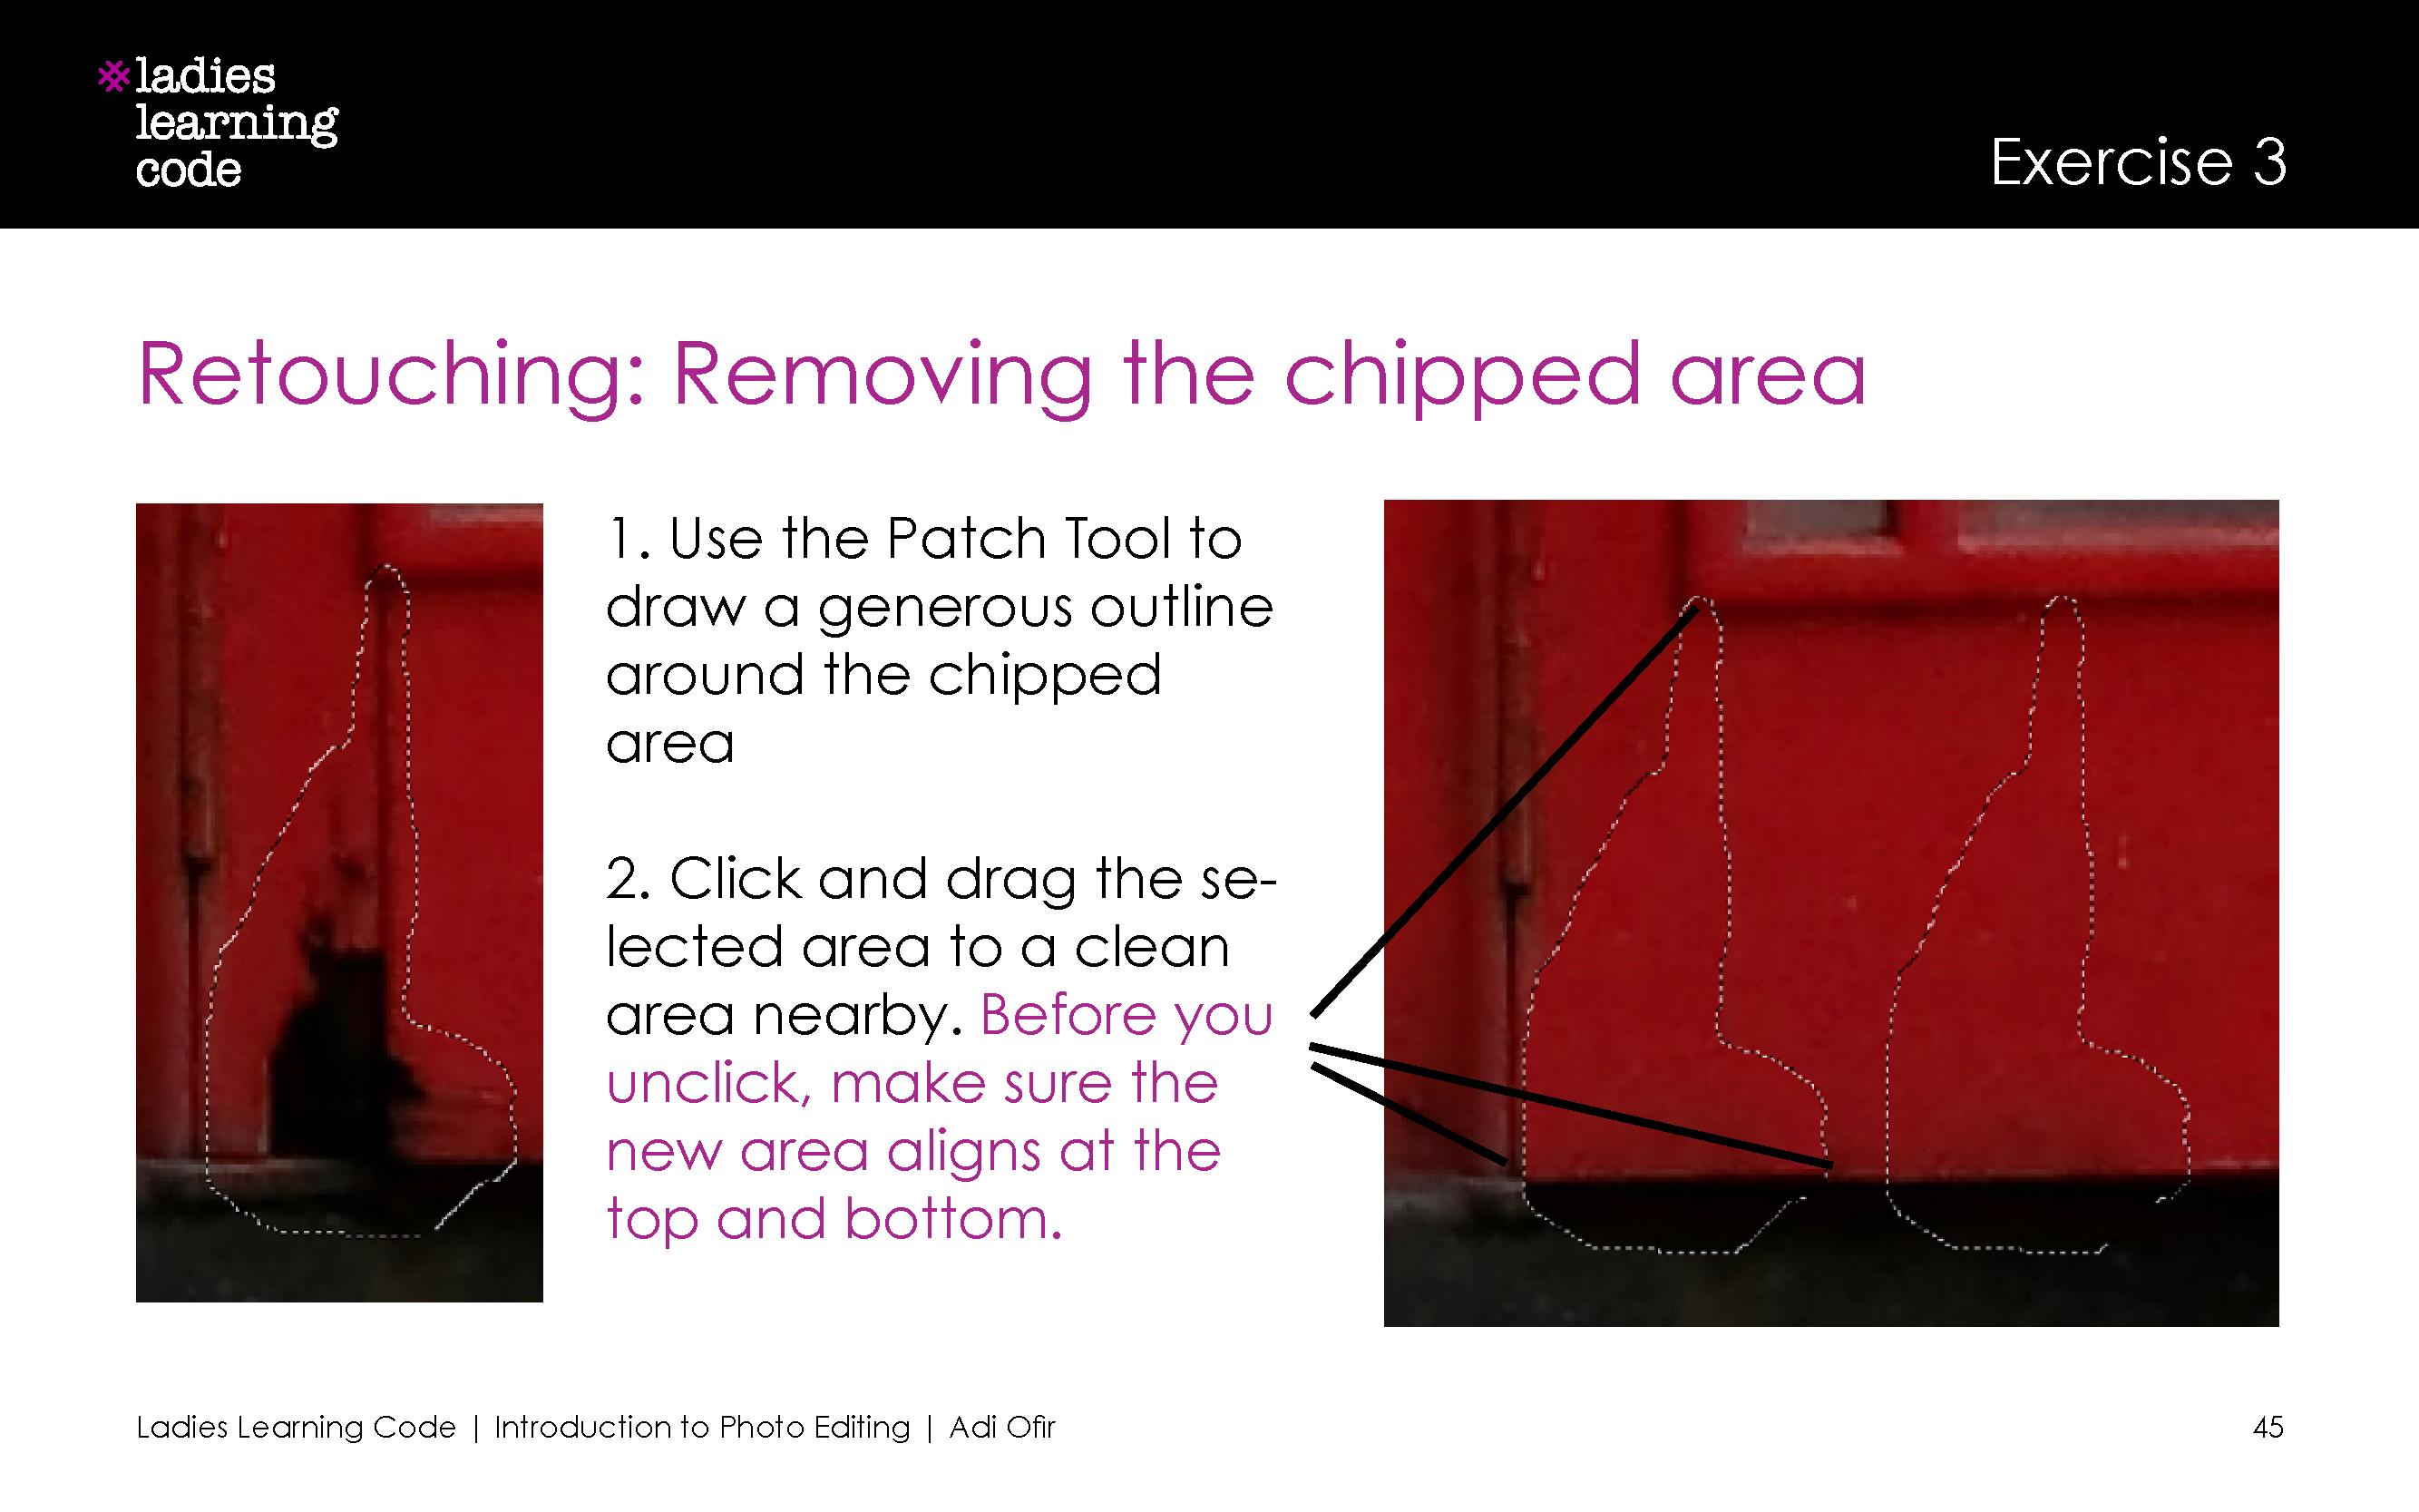 ladies
learning
code
Exercise 3
Retouching: Removing the chipped area
1. Use the Patch Tool to
draw a generous outline
around the chipped
area
2. Click and drag the se-
lected area to a clean
area nearby. Before you
unclick, make sure the
new area aligns at the
top and bottom.
Ladies Learning Code | Introduction to Photo Editing | Adi Ofir
45